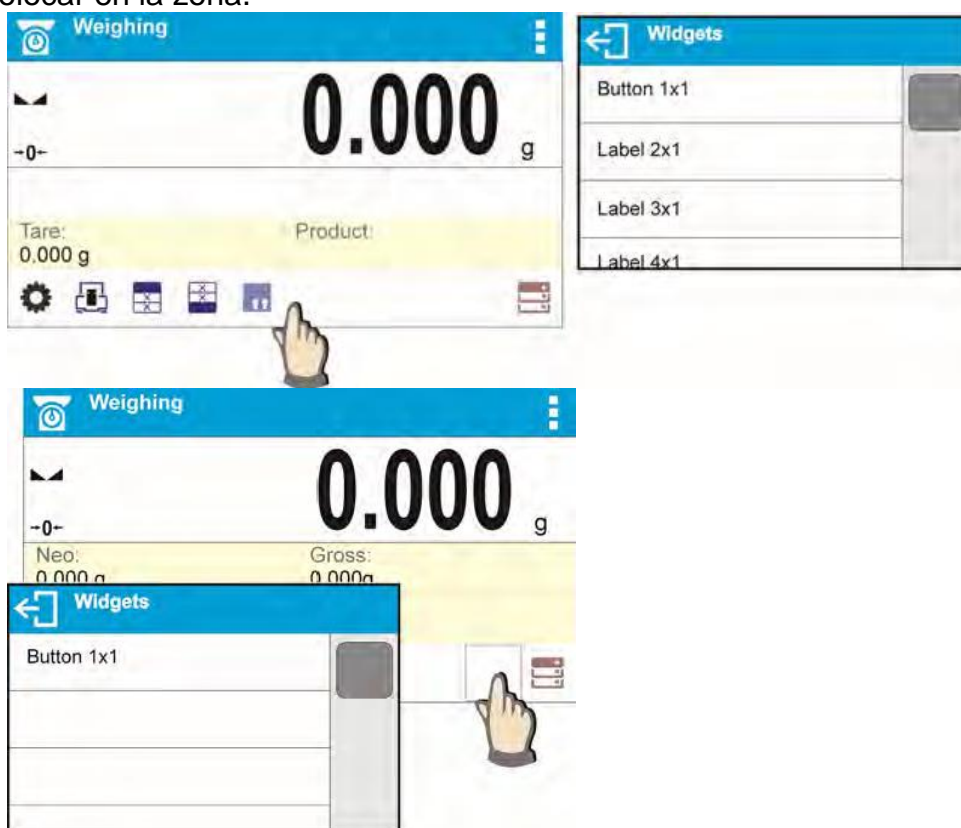 olocar en la zona.
Weighing
0.000 g
→0←
Tare:
0.000 g
Product:
Widgets
Button 1x1
Label 2x1
Label 3x1
Label 4x1
Weighing
0.000 g
→0←
Neo:
0.000 g
Gross:
0.000g
Widgets
Button 1x1